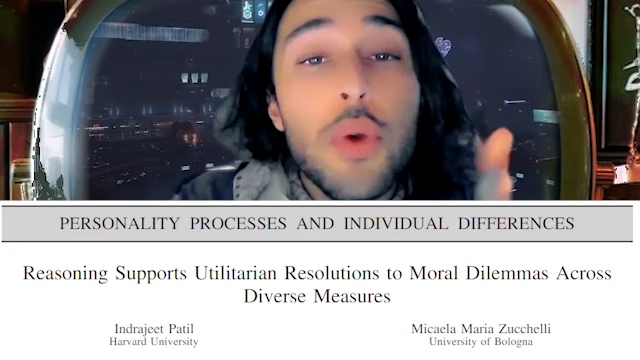 PERSONALITY PROCESSES AND INDIVIDUAL DIFFERENCES
Reasoning Supports Utilitarian Resolutions to Moral Dilemmas Across
Diverse Measures
Indrajeet Patil
Harvard University
Micaela Maria Zucchelli
University of Bologna